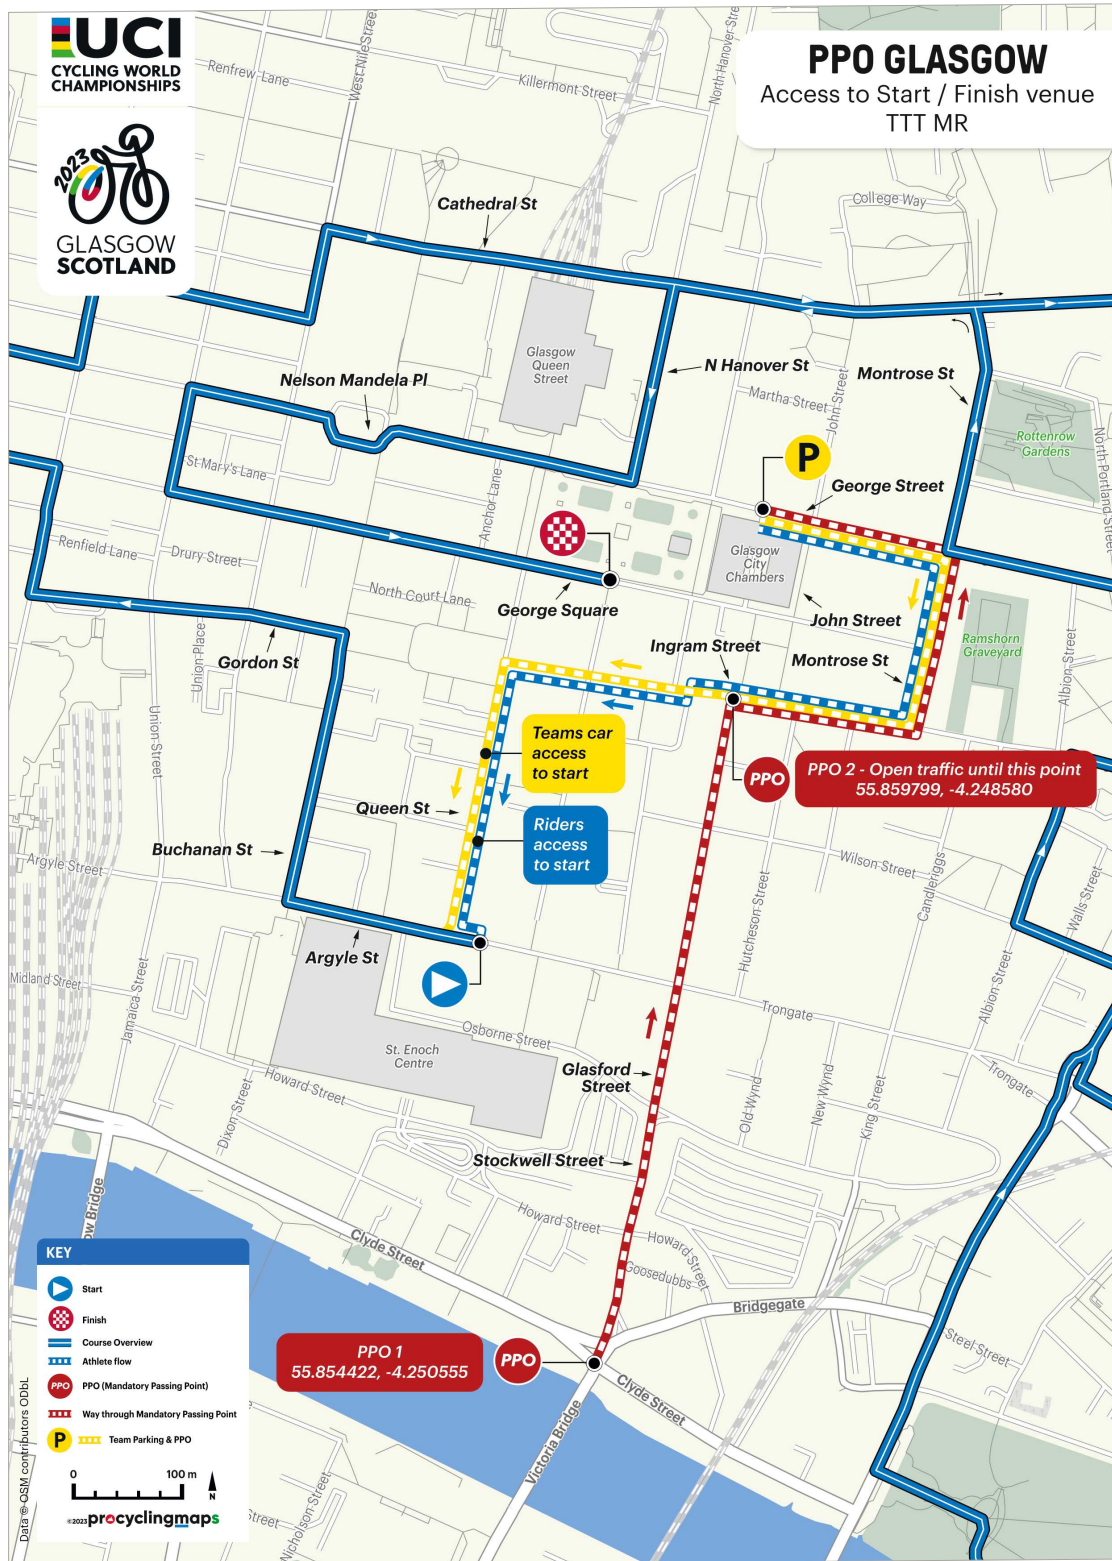 UCI
CYCLING WORLD
CHAMPIONSHIPS
2023
GLASGOW
SCOTLAND
PPO GLASGOW
Access to Start / Finish venue
TTT MR
Renfrew Lane
West Nile Street
Killermont Street
North Hanover Stre
College Way
Cathedral St
Glasgow
Queen
Street
N Hanover St
Montrose St
Nelson Mandela Pl
Martha Street
John Street
Rottenrow
Gardens
North Portland Street
St Mary's Lane
Anchor Lane
P
George Street
Renfield Lane
Drury Street
Glasgow
City
Chambers
North Court Lane
George Square
John Street
Ingram Street
Ramshorn
Graveyard
Gordon St
Union Place
Montrose St
Albion Street
Union Street
Teams car
access
to start
PPO
PPO 2 - Open traffic until this point
55.859799, -4.248580
Queen St
Riders
access
to start
Buchanan St
Argyle Street
Wilson Street
Candleriggs
Walls Street
Hutcheson Street
Argyle St
Midland Street
Jamaica Street
Albion Street
Trongate
Osborne Street
St. Enoch
Centre
Glasford
Street
Trongate
Howard Street
Dixon Street
Old Wynd
New Wynd
King Street
Stockwell Street
Howard Street
Howard Street
Clyde Street
Goosedubbs
ow Bridge
Bridgegate
Steel Street
PPO 1
55.854422, -4.250555
PPO
Clyde Street
Victoria Bridge
Nicholson Street
Street
KEY
Start
Finish
Course Overview
Athlete flow
PPO
PPO (Mandatory Passing Point)
Way through Mandatory Passing Point
P
Team Parking & PPO
0
100 m
N
©2023 procyclingmaps
Data © OSM contributors ODbL